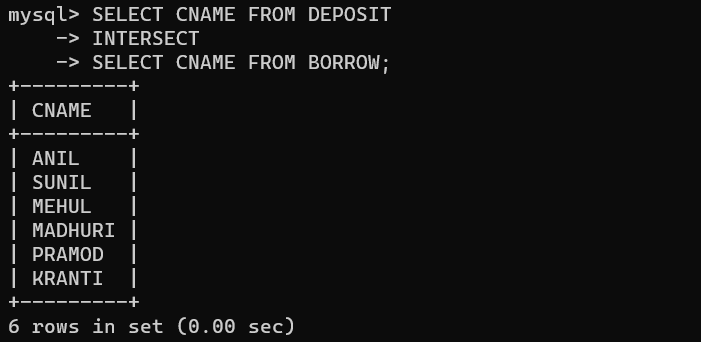 mysql> SELECT CNAME FROM DEPOSIT
    -> INTERSECT
    -> SELECT CNAME FROM BORROW;
+---------+
| CNAME   |
+---------+
| ANIL    |
| SUNIL   |
| MEHUL   |
| MADHURI |
| PRAMOD  |
| KRANTI  |
+---------+
6 rows in set (0.00 sec)